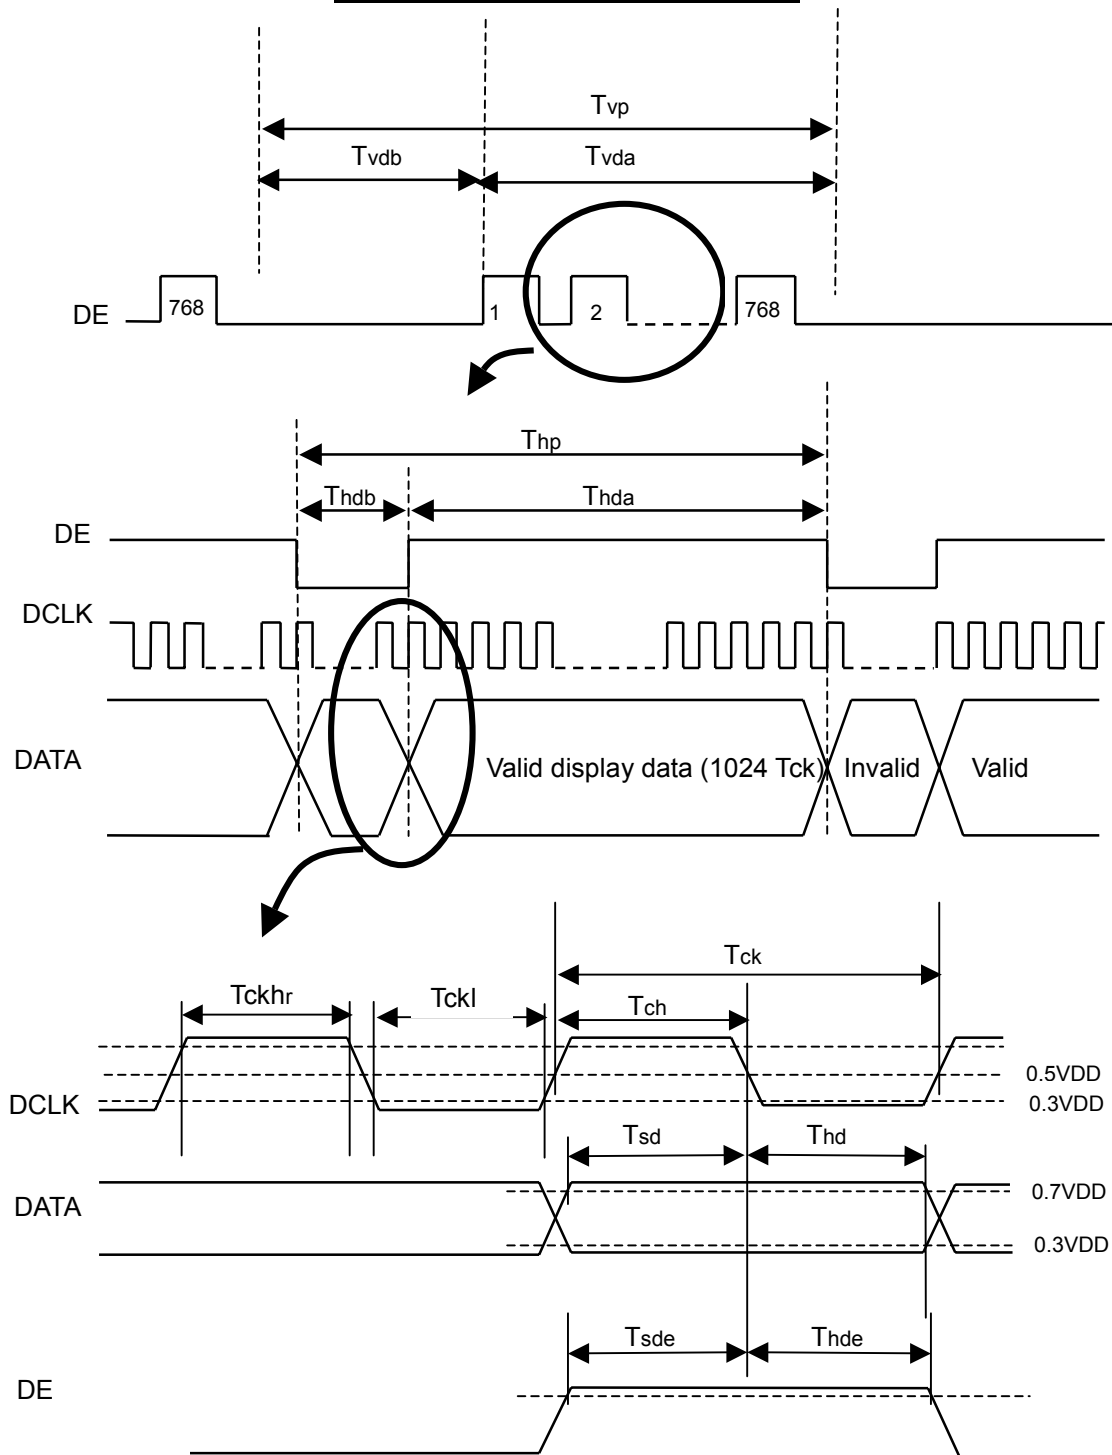 Tvp
Tvdb Tvda
DE 768 1 2 768
Thp
Thdb Thda
DE
DCLK
DATA Valid display data (1024 Tck) Invalid Valid
Tck
Tckhr Tckl Tch
0.5VDD
DCLK 0.3VDD
Tsd Thd
DATA 0.7VDD
0.3VDD
Tsde Thde
DE